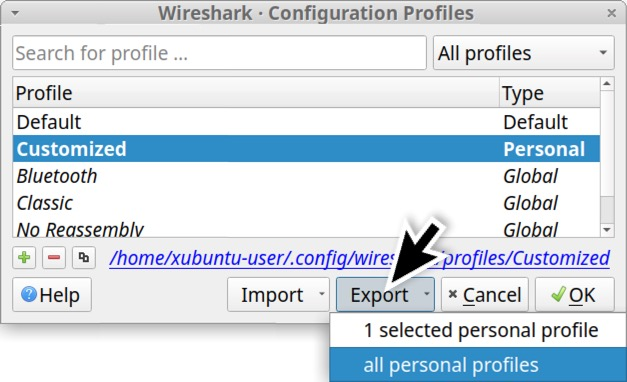 Wireshark · Configuration Profiles
Search for profile ...
All profiles
Profile Type
Default Default
Customized Personal
Bluetooth Global
Classic Global
No Reassembly Global
/home/xubuntu-user/.config/wires profiles/Customized
Help Import Export Cancel OK
1 selected personal profile
all personal profiles